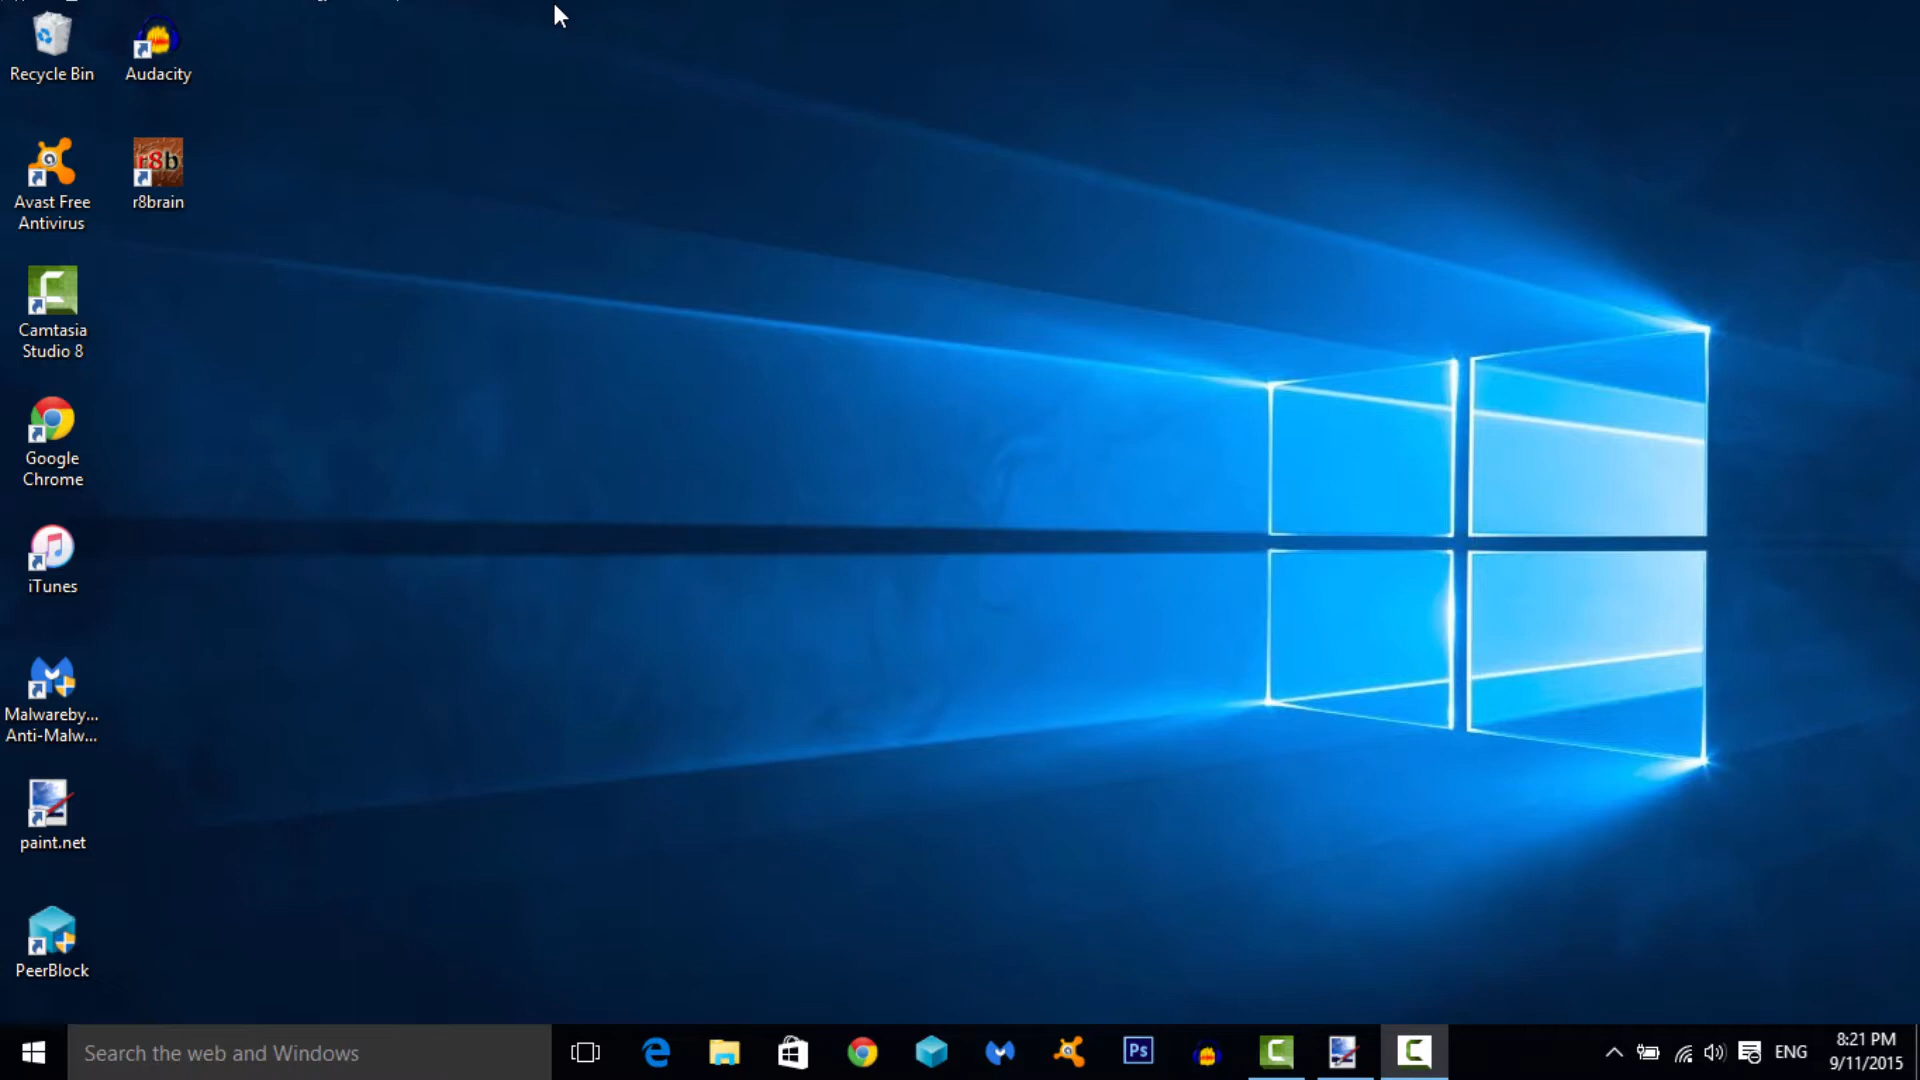 Recycle Bin
Audacity
Avast Free
Antivirus
r8b
r8brain
Camtasia
Studio 8
Google
Chrome
iTunes
Malwareby...
Anti-Malw...
paint.net
PeerBlock
Search the web and Windows
Ps
ENG
8:21 PM
9/11/2015